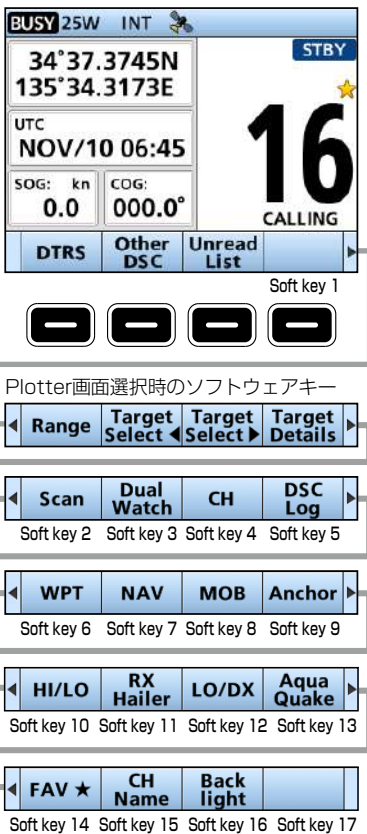 BUSY 25W INT
STBY
34°37.3745N
135°34.3173E
UTC
NOV/10 06:45
SOG: kn COG:
0.0 000.0°
16
CALLING
DTRS Other DSC Unread List
Soft key 1
Plotter画面選択時のソフトウェアキー
Range Target Select ◀ Target Select ▶ Target Details
Scan Dual Watch CH DSC Log
Soft key 2 Soft key 3 Soft key 4 Soft key 5
WPT NAV MOB Anchor
Soft key 6 Soft key 7 Soft key 8 Soft key 9
HI/LO RX Hailer LO/DX Aqua Quake
Soft key 10 Soft key 11 Soft key 12 Soft key 13
FAV ★ CH Name Back light
Soft key 14 Soft key 15 Soft key 16 Soft key 17